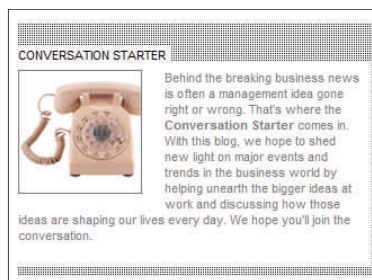 CONVERSATION STARTER
Behind the breaking business news
is often a management idea gone
right or wrong. That's where the
Conversation Starter comes in.
With this blog, we hope to shed
new light on major events and
trends in the business world by
helping unearth the bigger ideas at
work and discussing how those
ideas are shaping our lives every day. We hope you'll join the
conversation.